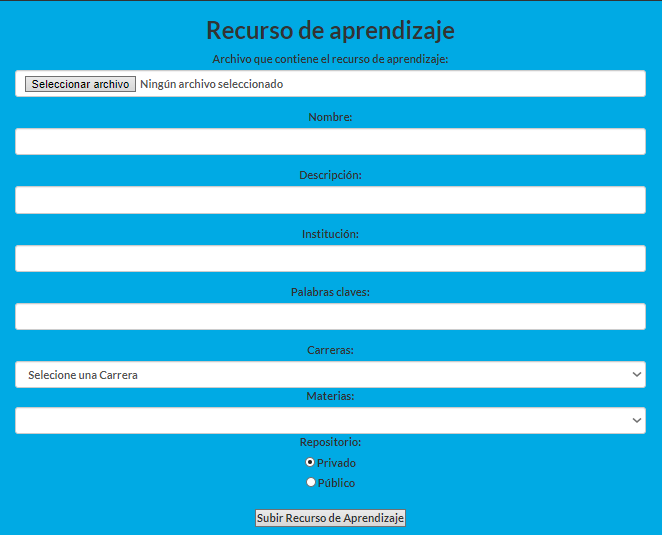 Recurso de aprendizaje
Archivo que contiene el recurso de aprendizaje:
Seleccionar archivo Ningún archivo seleccionado
Nombre:
Descripción:
Institución:
Palabras claves:
Carreras:
Selecione una Carrera
Materias:
Repositorio:
Privado
Público
Subir Recurso de Aprendizaje